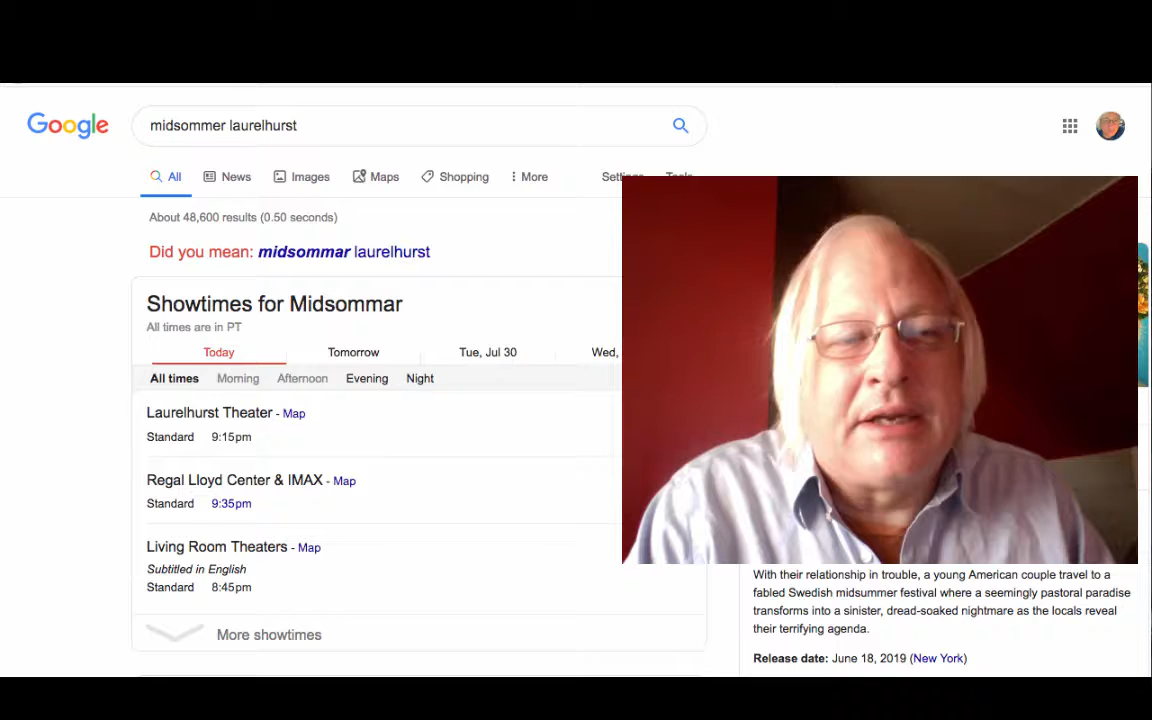 Google
midsommer laurelhurst
All News Images Maps Shopping More
About 48,600 results (0.50 seconds)
Did you mean: midsommar laurelhurst
Showtimes for Midsommar
All times are in PT
Today Tomorrow Tue, Jul 30 Wed,
All times Morning Afternoon Evening Night
Laurelhurst Theater - Map
Standard 9:15pm
Regal Lloyd Center & IMAX - Map
Standard 9:35pm
Living Room Theaters - Map
Subtitled in English
Standard 8:45pm
More showtimes
With their relationship in trouble, a young American couple travel to a
fabled Swedish midsummer festival where a seemingly pastoral paradise
transforms into a sinister, dread-soaked nightmare as the locals reveal
their terrifying agenda.
Release date: June 18, 2019 (New York)